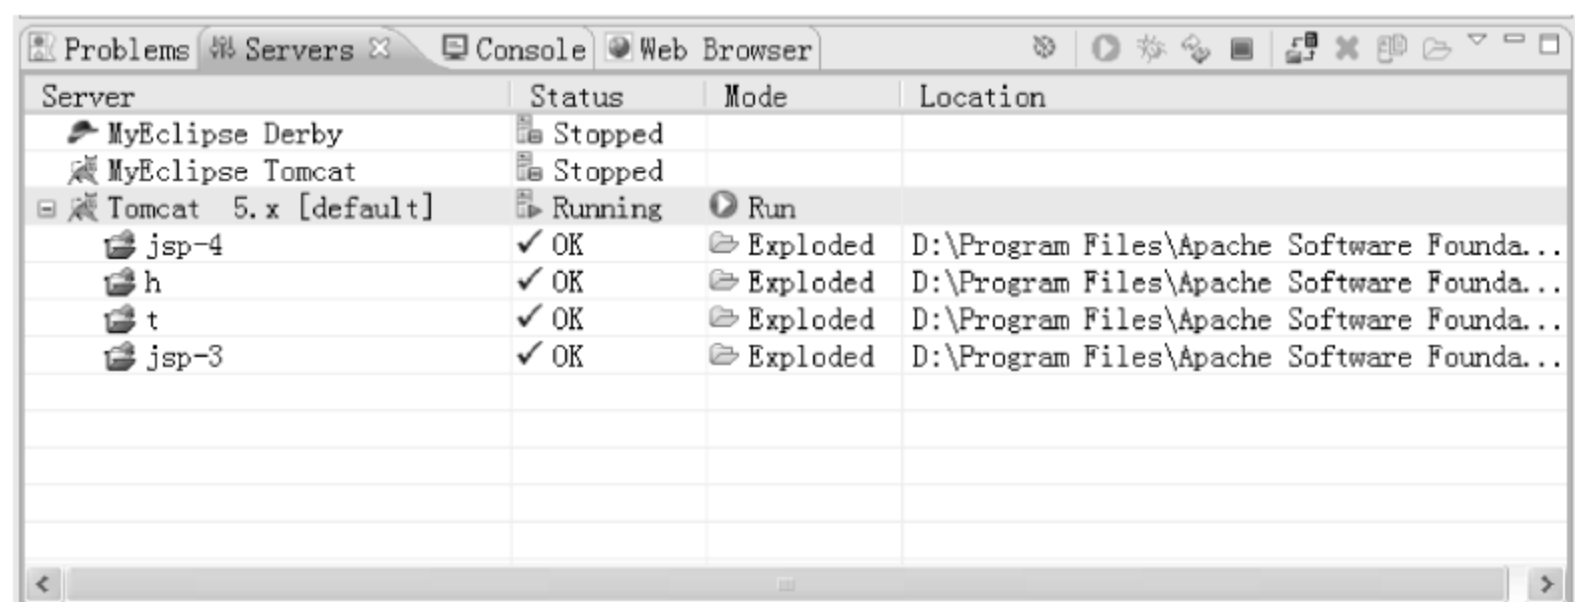 Problems Servers Console Web Browser
Server Status Mode Location
MyEclipse Derby Stopped
MyEclipse Tomcat Stopped
Tomcat 5.x [default] Running Run
jsp-4 OK Exploded D:\Program Files\Apache Software Founda...
h OK Exploded D:\Program Files\Apache Software Founda...
t OK Exploded D:\Program Files\Apache Software Founda...
jsp-3 OK Exploded D:\Program Files\Apache Software Founda...